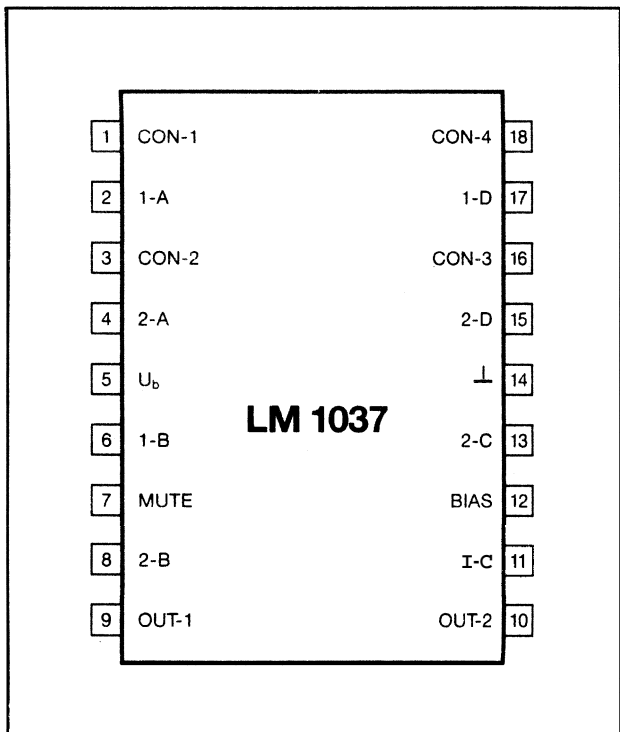 1 CON-1 CON-4 18
2 1-A 1-D 17
3 CON-2 CON-3 16
4 2-A 2-D 15
5 U_b ⊥ 14
LM 1037
6 1-B 2-C 13
7 MUTE BIAS 12
8 2-B I-C 11
9 OUT-1 OUT-2 10